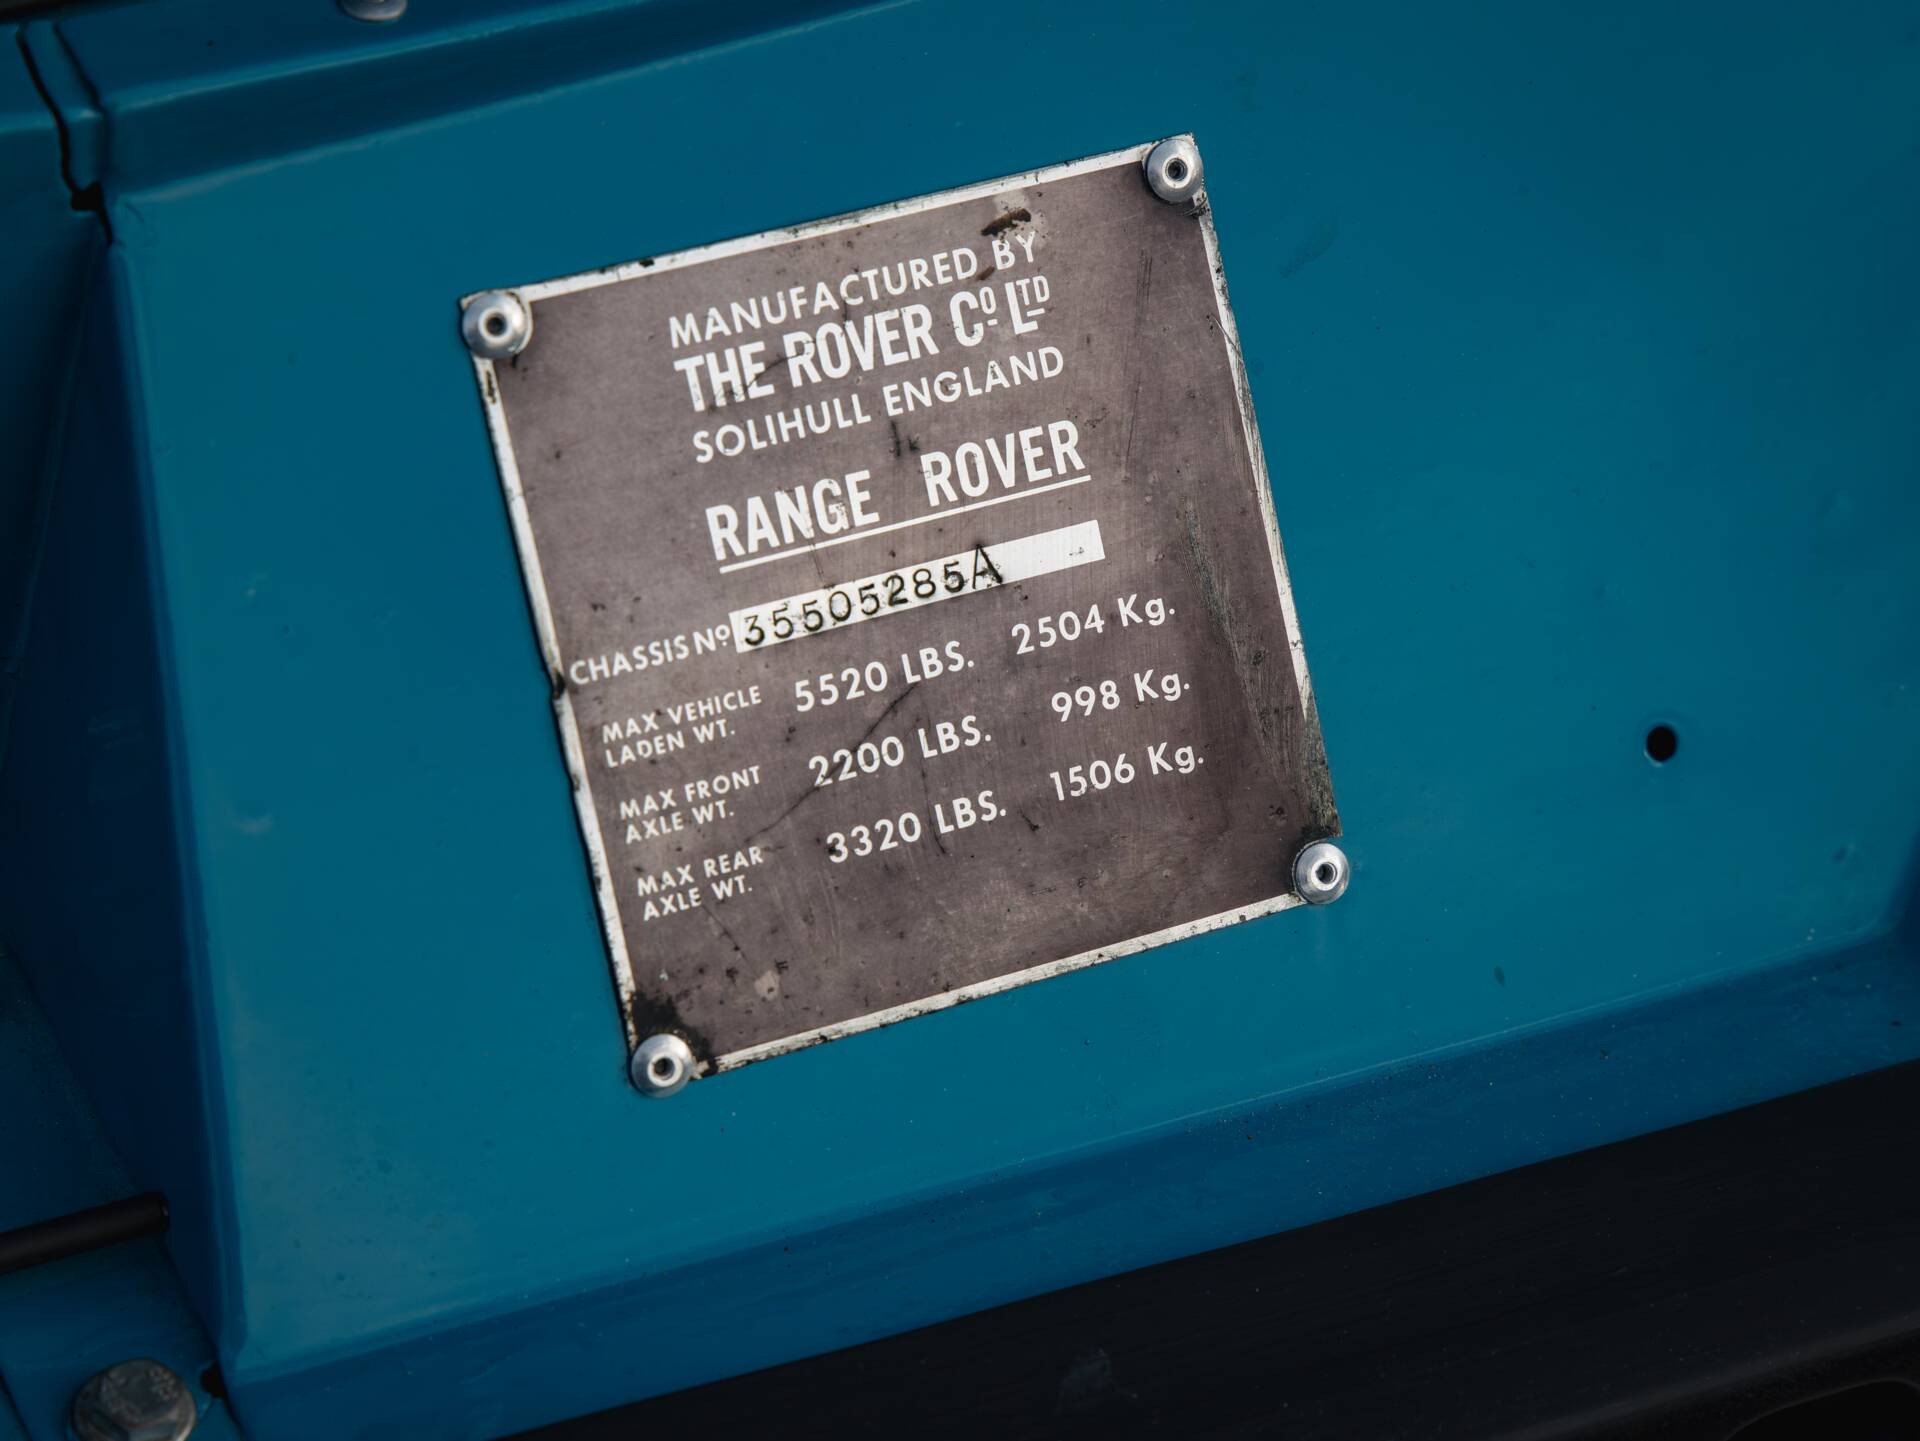 MANUFACTURED BY
THE ROVER Cº LTD
SOLIHULL ENGLAND
RANGE ROVER
CHASSIS Nº 35505285A
MAX VEHICLE LADEN WT. 5520 LBS. 2504 Kg.
MAX FRONT AXLE WT. 2200 LBS. 998 Kg.
MAX REAR AXLE WT. 3320 LBS. 1506 Kg.